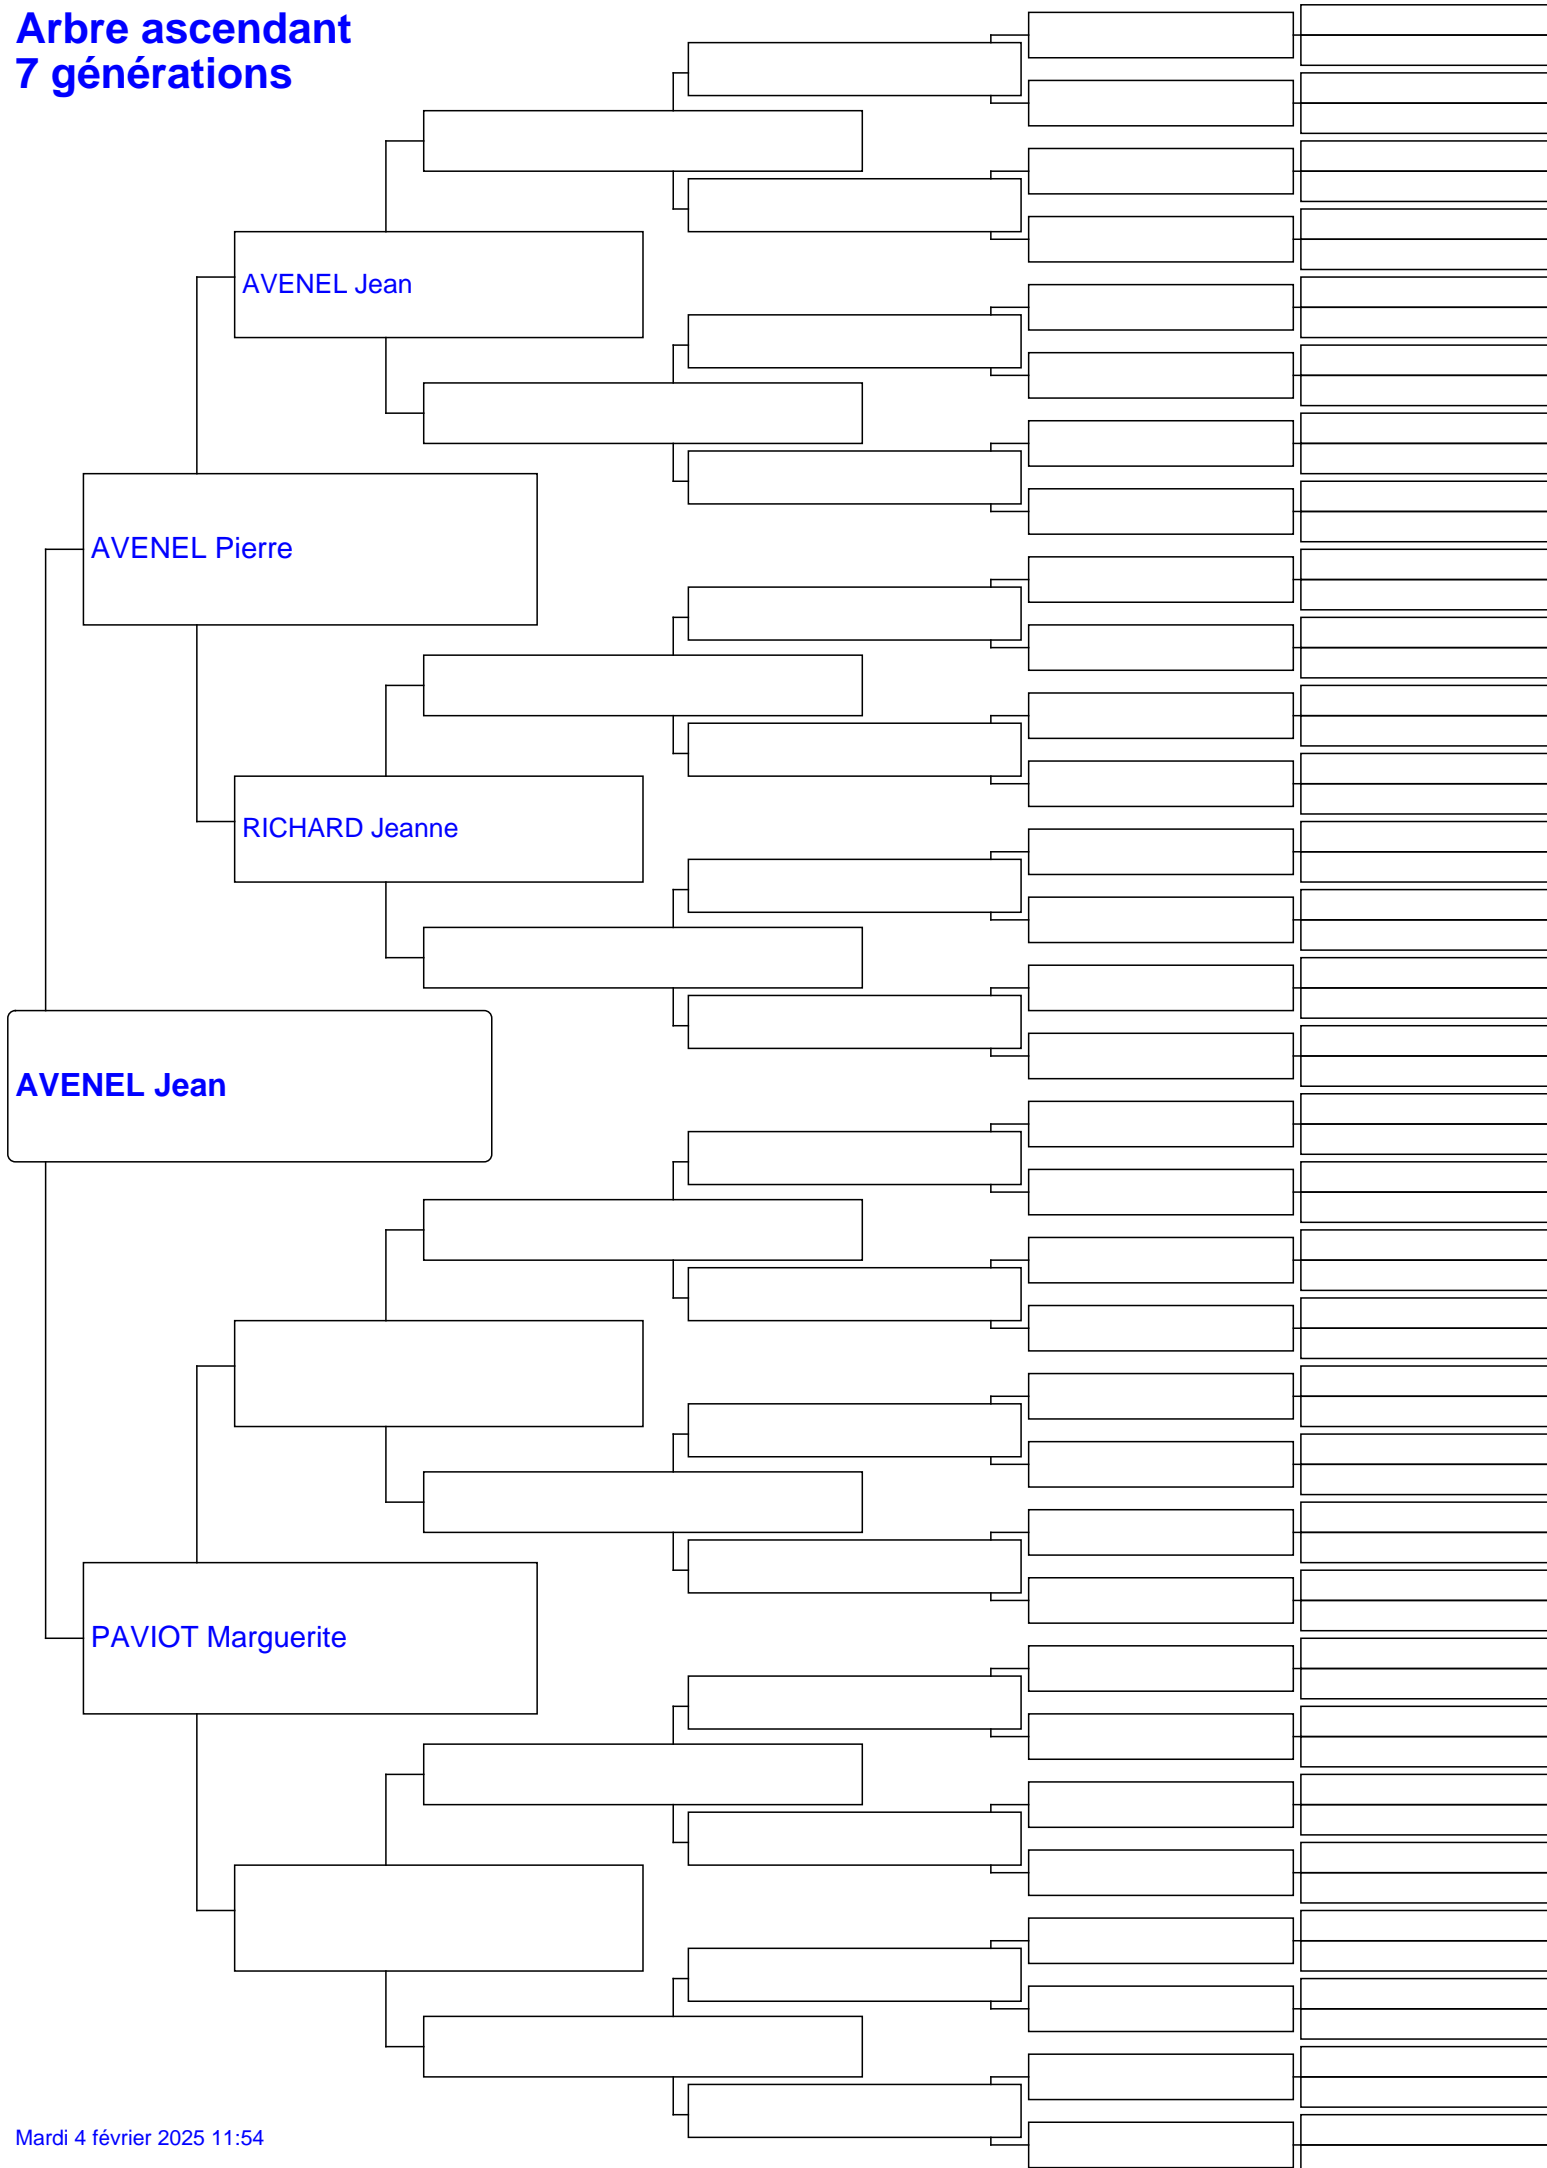 Arbre ascendant
7 générations
AVENEL Jean
AVENEL Pierre
RICHARD Jeanne
AVENEL Jean
PAVIOT Marguerite
Mardi 4 février 2025 11:54